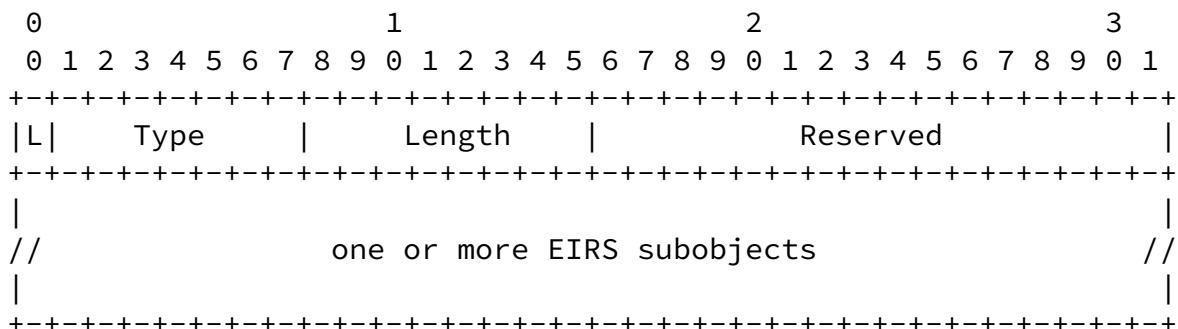 0                   1                   2                   3
 0 1 2 3 4 5 6 7 8 9 0 1 2 3 4 5 6 7 8 9 0 1 2 3 4 5 6 7 8 9 0 1
+-+-+-+-+-+-+-+-+-+-+-+-+-+-+-+-+-+-+-+-+-+-+-+-+-+-+-+-+-+-+-+-+
|L|    Type     |     Length    |           Reserved            |
+-+-+-+-+-+-+-+-+-+-+-+-+-+-+-+-+-+-+-+-+-+-+-+-+-+-+-+-+-+-+-+-+
|                                                               |
//                one or more EIRS subobjects                  //
|                                                               |
+-+-+-+-+-+-+-+-+-+-+-+-+-+-+-+-+-+-+-+-+-+-+-+-+-+-+-+-+-+-+-+-+